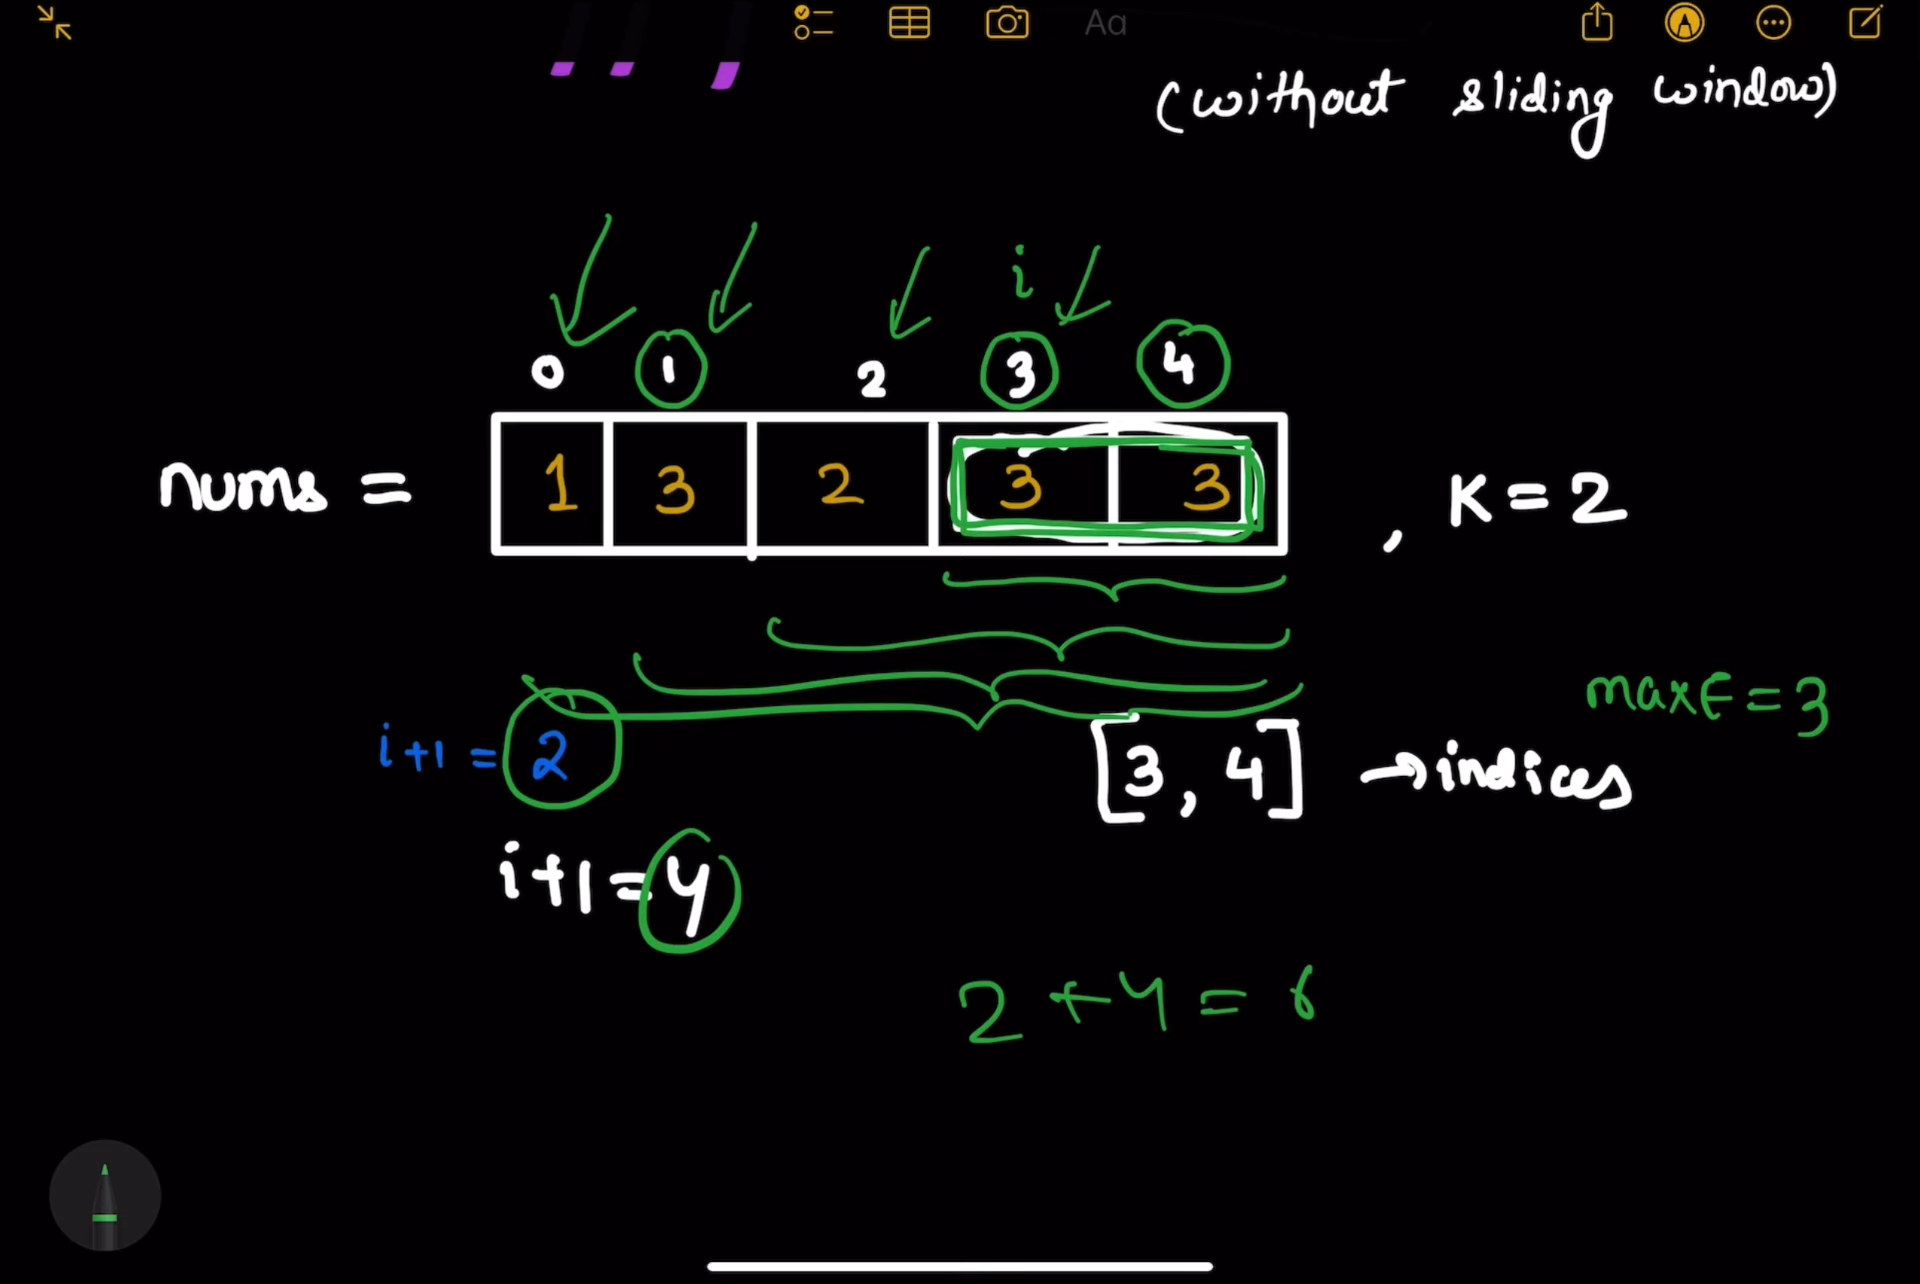 Aa
(without sliding window)
i
0 1 2 3 4
nums = 1 3 2 3 3 , K = 2
maxE = 3
i+1 = 2
[3, 4] → indices
i+1 = 4
2 + 4 = 6